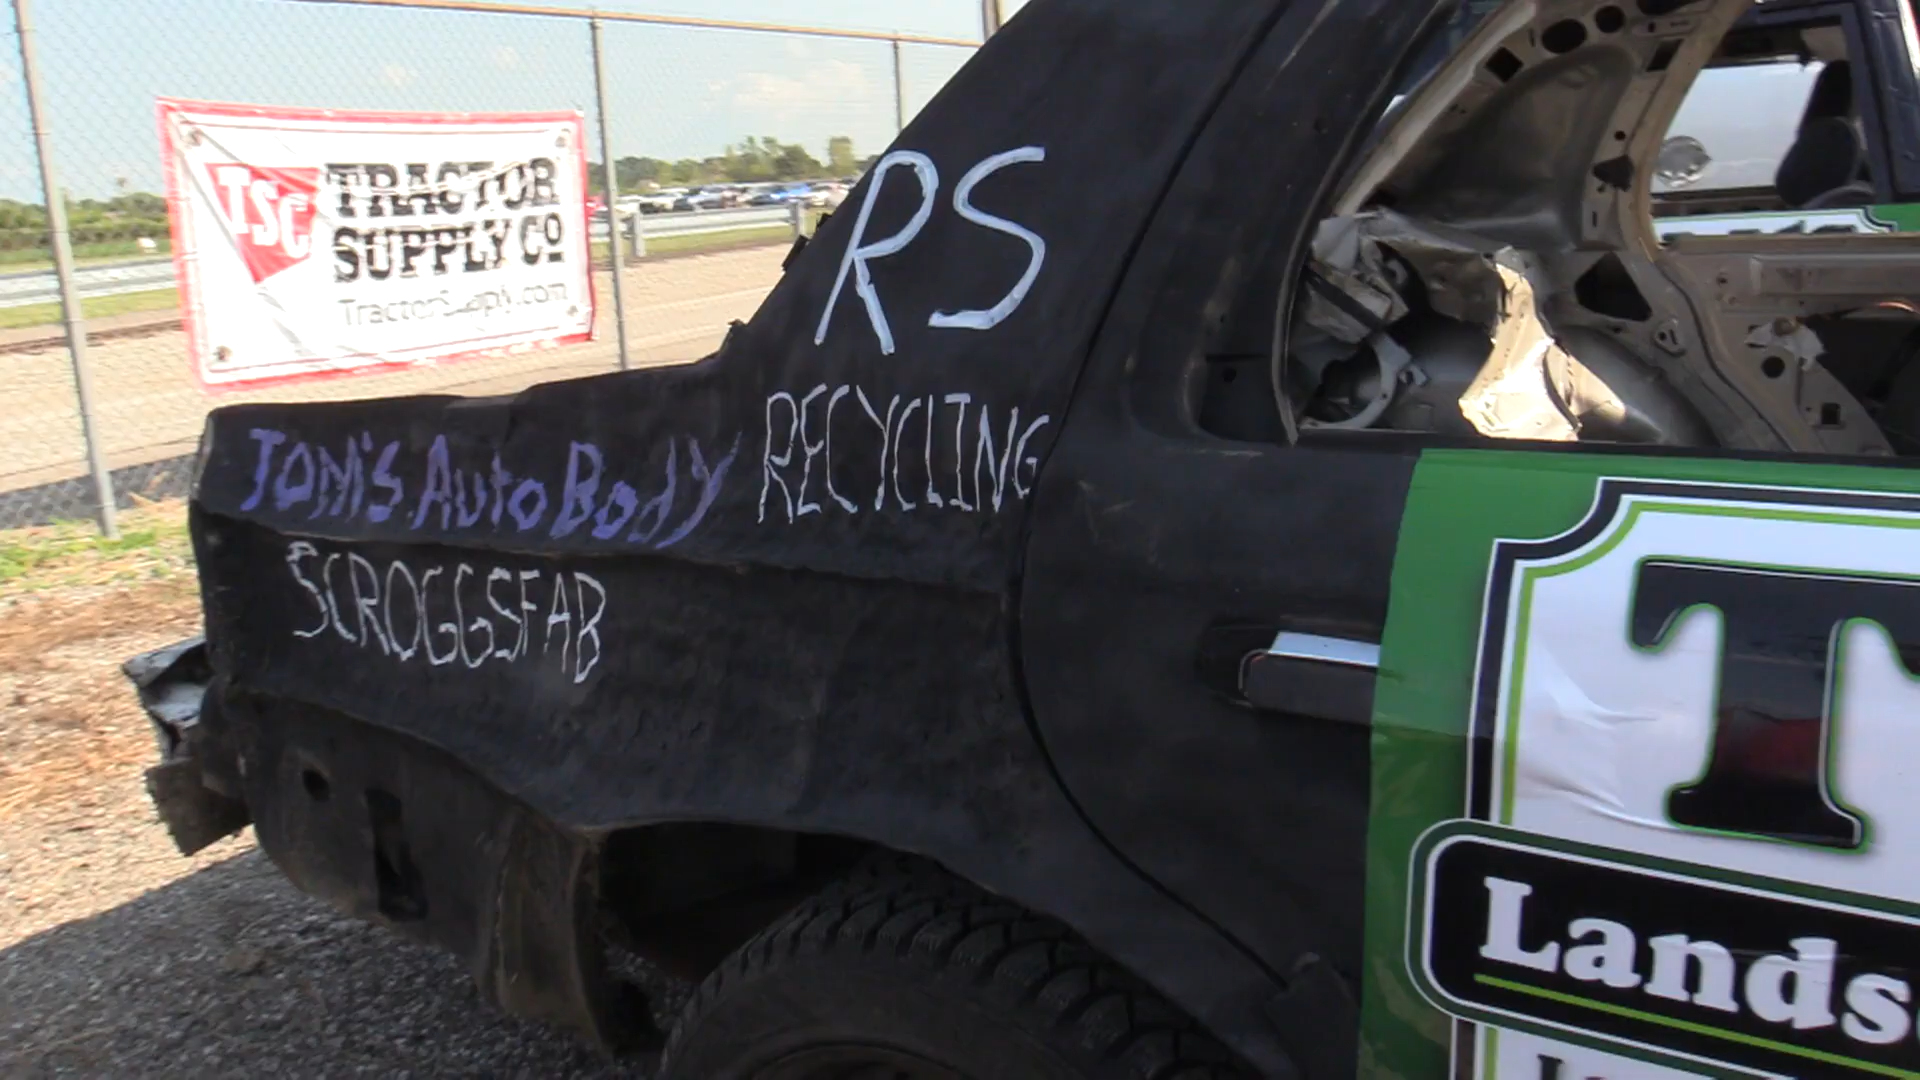 TSC
TRACTOR
SUPPLY CO
TractorSupply.com
RS
RECYCLING
TOM'S AUTO BODY
SCROGGSFAB
T
Lands